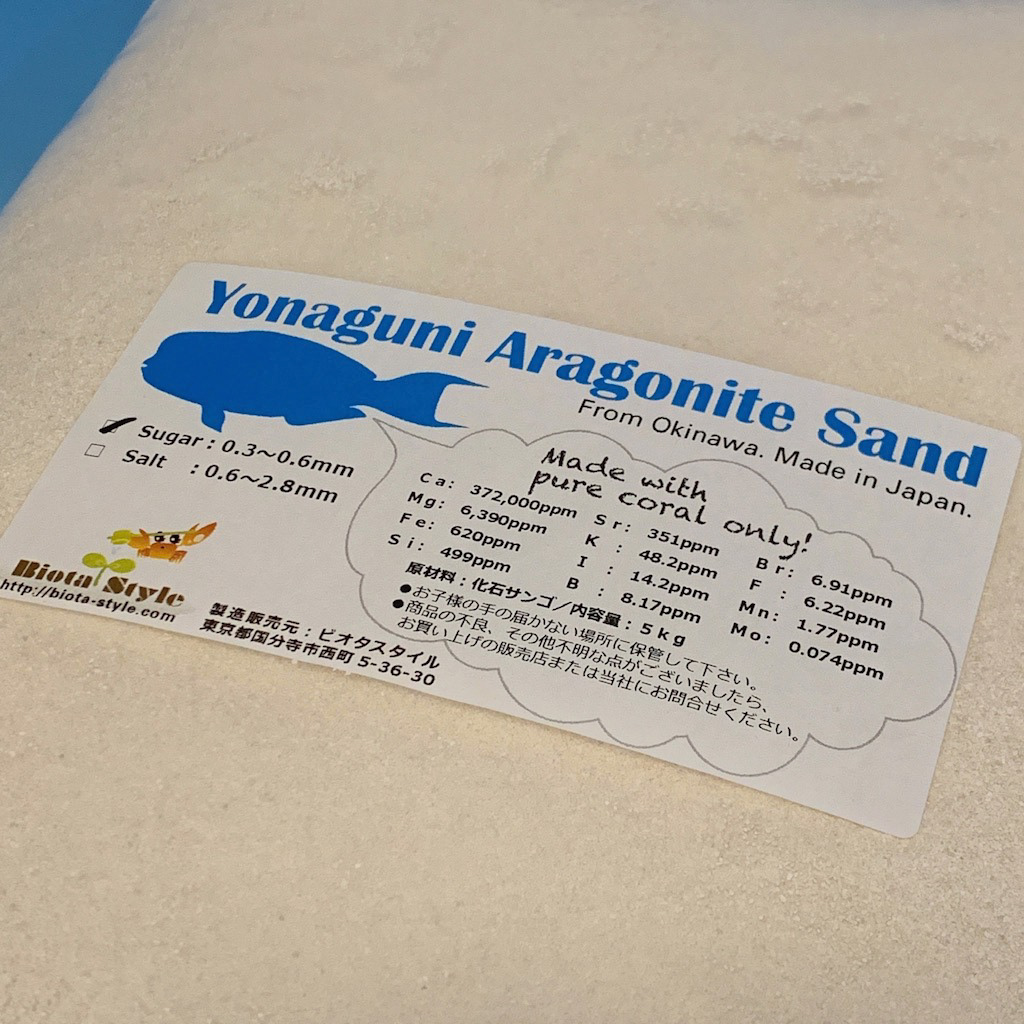 Yonaguni Aragonite Sand
From Okinawa. Made in Japan.
Sugar : 0.3～0.6mm
Salt : 0.6～2.8mm
Made with
pure coral only!
Ca: 372,000ppm Sr: 351ppm Br: 6.91ppm
Mg: 6,390ppm K : 48.2ppm F : 6.22ppm
Fe: 620ppm I : 14.2ppm Mn: 1.77ppm
Si: 499ppm B : 8.17ppm Mo: 0.074ppm
原材料：化石サンゴ／内容量：5kg
●お子様の手の届かない場所に保管して下さい。
●商品の不良、その他不明な点がございましたら、
お買い上げの販売店または当社にお問合せください。
Biota Style
http://biota-style.com
製造販売元：ビオタスタイル
東京都国分寺市西町 5-36-30